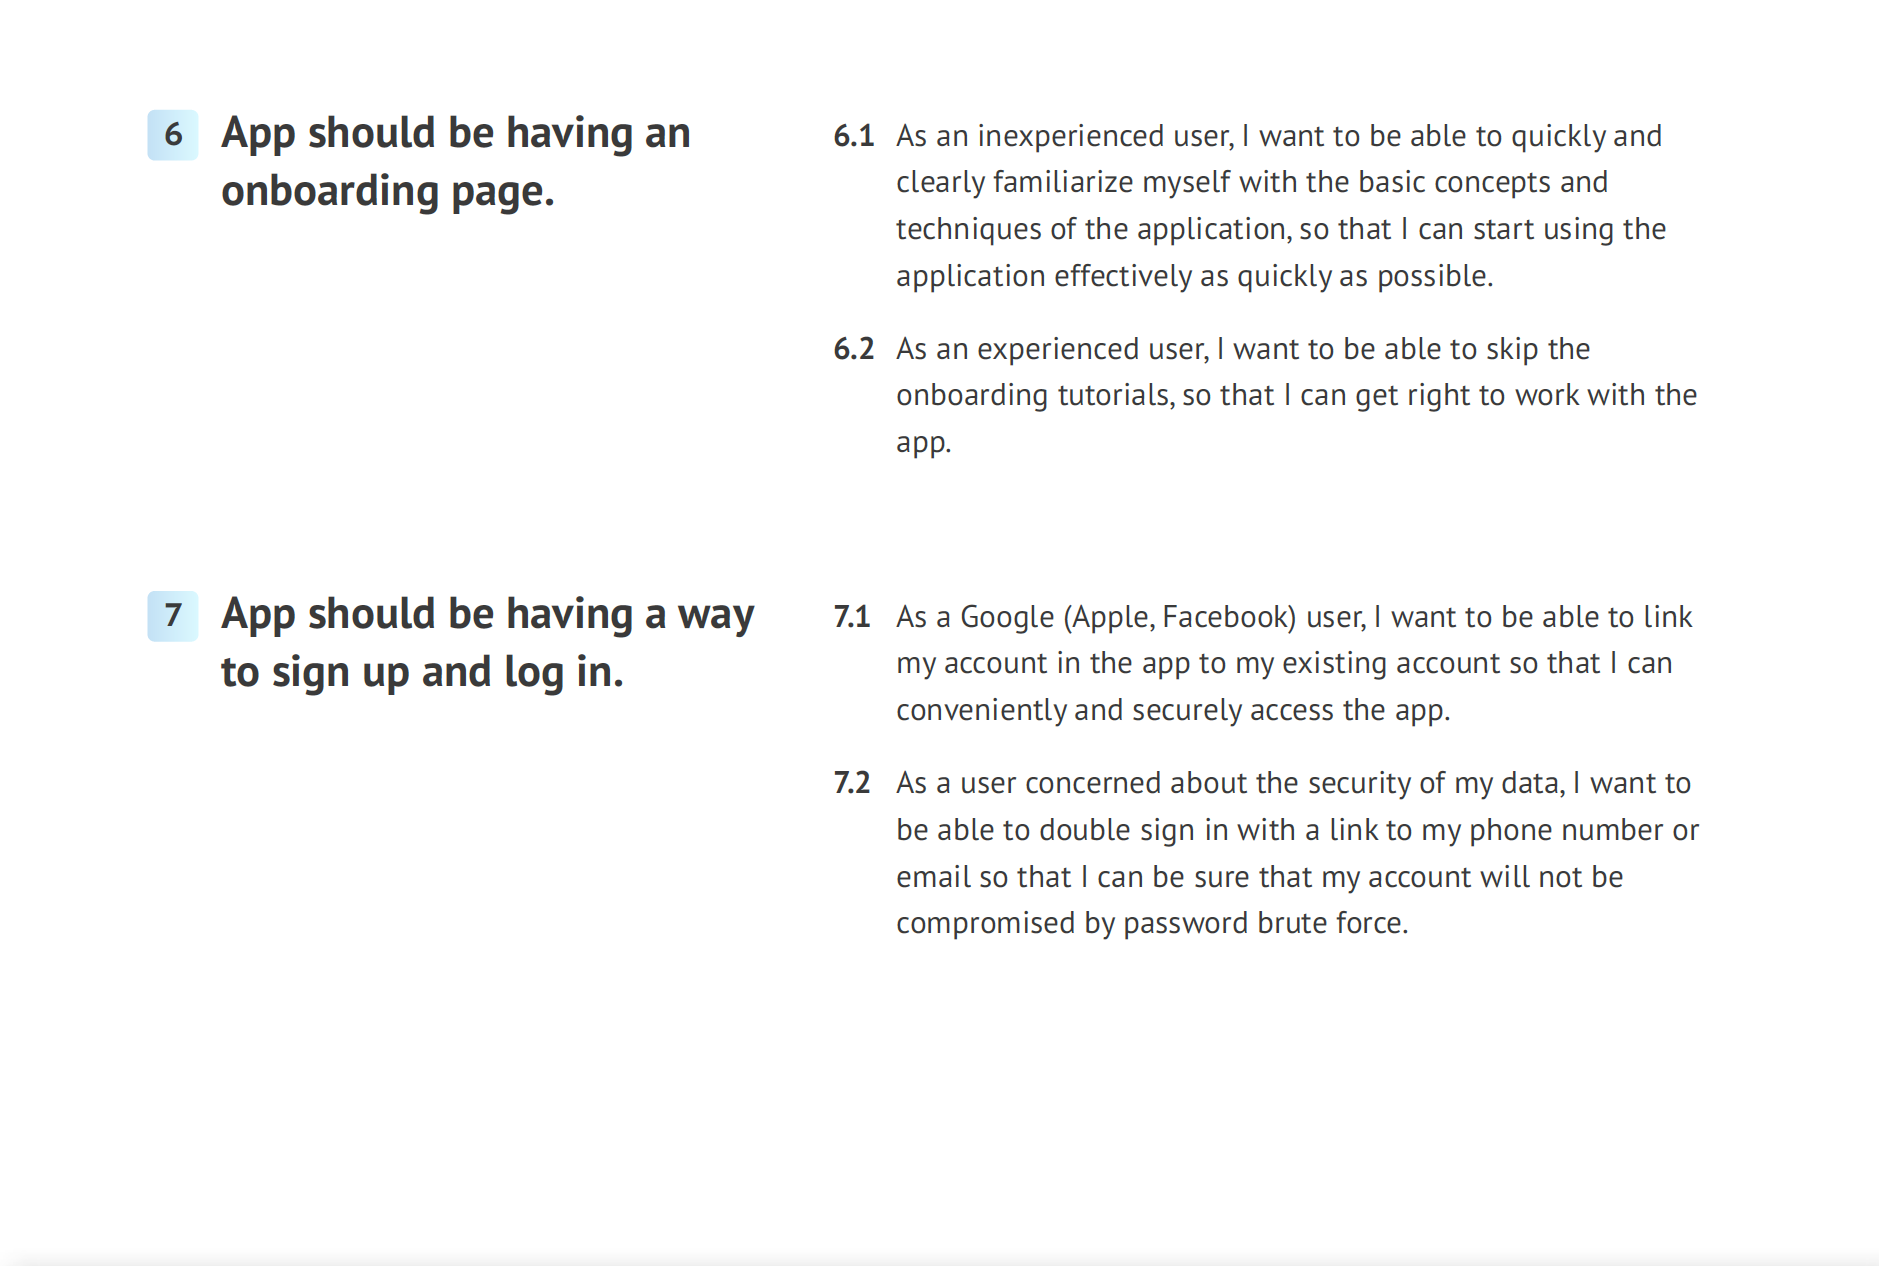 6 App should be having an
onboarding page.
6.1 As an inexperienced user, I want to be able to quickly and
clearly familiarize myself with the basic concepts and
techniques of the application, so that I can start using the
application effectively as quickly as possible.
6.2 As an experienced user, I want to be able to skip the
onboarding tutorials, so that I can get right to work with the
app.
7 App should be having a way
to sign up and log in.
7.1 As a Google (Apple, Facebook) user, I want to be able to link
my account in the app to my existing account so that I can
conveniently and securely access the app.
7.2 As a user concerned about the security of my data, I want to
be able to double sign in with a link to my phone number or
email so that I can be sure that my account will not be
compromised by password brute force.